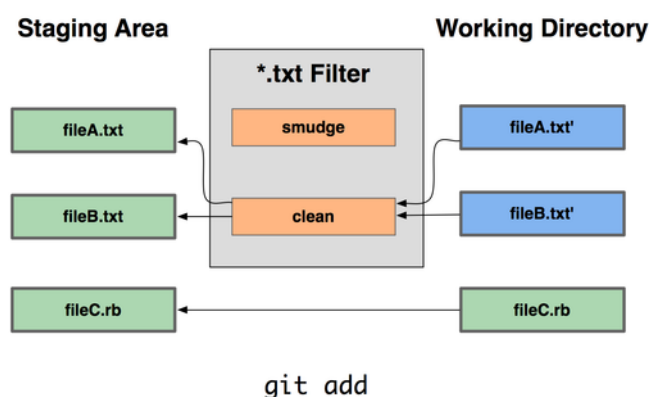 Staging Area
Working Directory
*.txt Filter
fileA.txt
smudge
fileA.txt'
fileB.txt
clean
fileB.txt'
fileC.rb
fileC.rb
git add